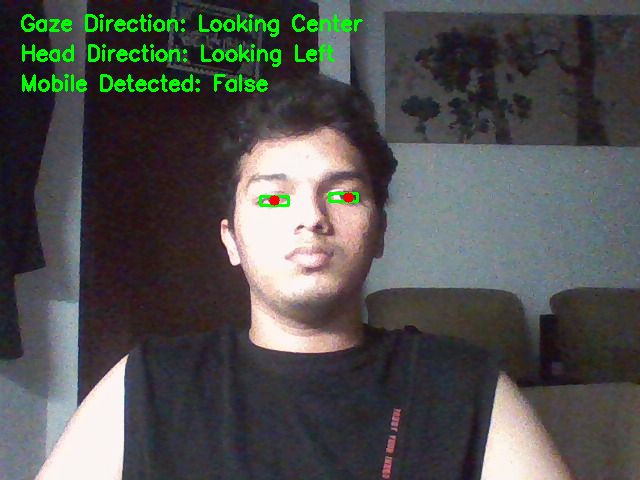 Gaze Direction: Looking Center
Head Direction: Looking Left
Mobile Detected: False